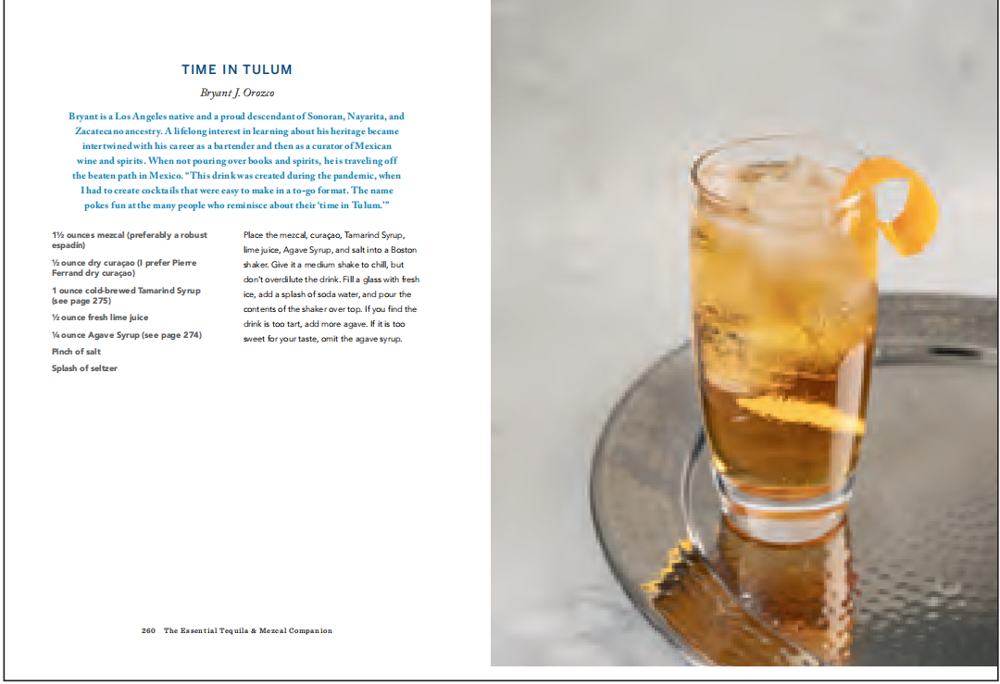 TIME IN TULUM
Bryant J. Orozco
Bryant is a Los Angeles native and a proud descendant of Sonoran, Nayarita, and
Zacatecano ancestry. A lifelong interest in learning about his heritage became
intertwined with his career as a bartender and then as a curator of Mexican
wine and spirits. When not pouring over books and spirits, he is traveling off
the beaten path in Mexico. “This drink was created during the pandemic, when
I had to create cocktails that were easy to make in a to-go format. The name
pokes fun at the many people who reminisce about their ‘time in Tulum.’”
1½ ounces mezcal (preferably a robust
espadín)
½ ounce dry curaçao (I prefer Pierre
Ferrand dry curaçao)
1 ounce cold-brewed Tamarind Syrup
(see page 275)
½ ounce fresh lime juice
¼ ounce Agave Syrup (see page 274)
Pinch of salt
Splash of seltzer
Place the mezcal, curaçao, Tamarind Syrup,
lime juice, Agave Syrup, and salt into a Boston
shaker. Give it a medium shake to chill, but
don’t overdilute the drink. Fill a glass with fresh
ice, add a splash of soda water, and pour the
contents of the shaker over top. If you find the
drink is too tart, add more agave. If it is too
sweet for your taste, omit the agave syrup.
260 The Essential Tequila & Mezcal Companion